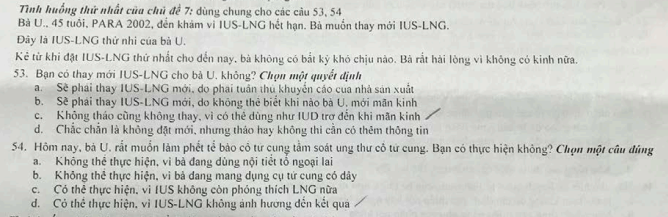 Tình huống thứ nhất của chủ đề 7: dùng chung cho các câu 53, 54
Bà U., 45 tuổi, PARA 2002, đến khám vì IUS-LNG hết hạn. Bà muốn thay mới IUS-LNG.
Đây là IUS-LNG thứ nhì của bà U.
Kể từ khi đặt IUS-LNG thứ nhất cho đến nay, bà không có bất kỳ khó chịu nào. Bà rất hài lòng vì không có kinh nữa.
53. Bạn có thay mới IUS-LNG cho bà U. không? Chọn một quyết định
a. Sẽ phải thay IUS-LNG mới, do phải tuân thủ khuyến cáo của nhà sản xuất
b. Sẽ phải thay IUS-LNG mới, do không thể biết khi nào bà U. mới mãn kinh
c. Không tháo cũng không thay, vì có thể dùng như IUD trơ đến khi mãn kinh
d. Chắc chắn là không đặt mới, nhưng tháo hay không thì cần có thêm thông tin
54. Hôm nay, bà U. rất muốn làm phết tế bào cổ tử cung tầm soát ung thư cổ tử cung. Bạn có thực hiện không? Chọn một câu đúng
a. Không thể thực hiện, vì bà đang dùng nội tiết tố ngoại lai
b. Không thể thực hiện, vì bà đang mang dụng cụ tử cung có dây
c. Có thể thực hiện, vì IUS không còn phóng thích LNG nữa
d. Có thể thực hiện, vì IUS-LNG không ảnh hưởng đến kết quả